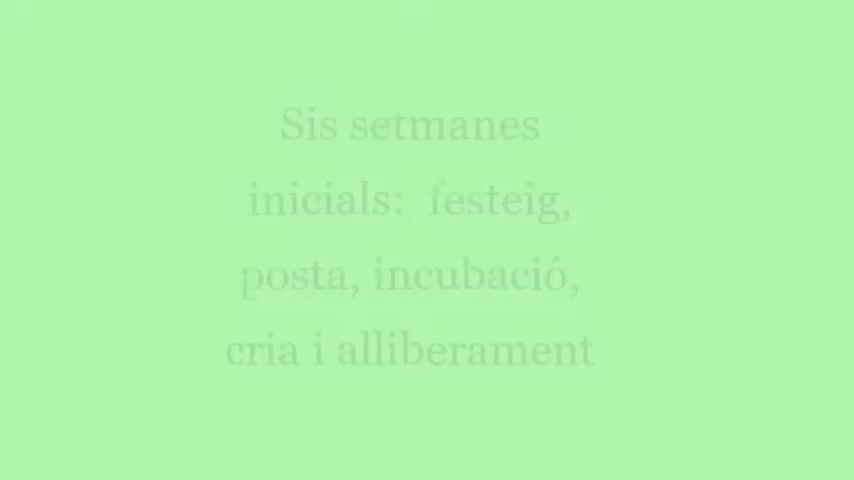 Sis setmanes
inicials: festeig,
posta, incubació,
cria i alliberament